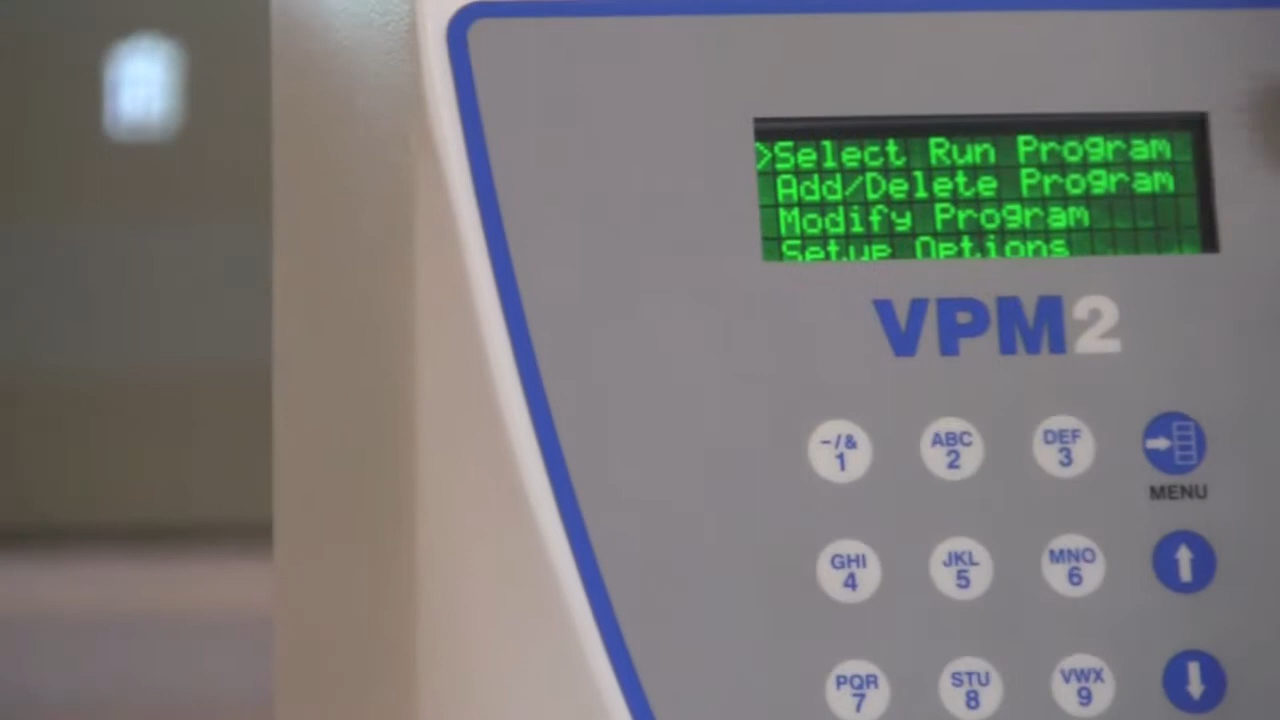 >Select Run Program
Add/Delete Program
Modify Program
Setup Options
VPM2
-/& 1
ABC 2
DEF 3
MENU
GHI 4
JKL 5
MNO 6
PQR 7
STU 8
VWX 9